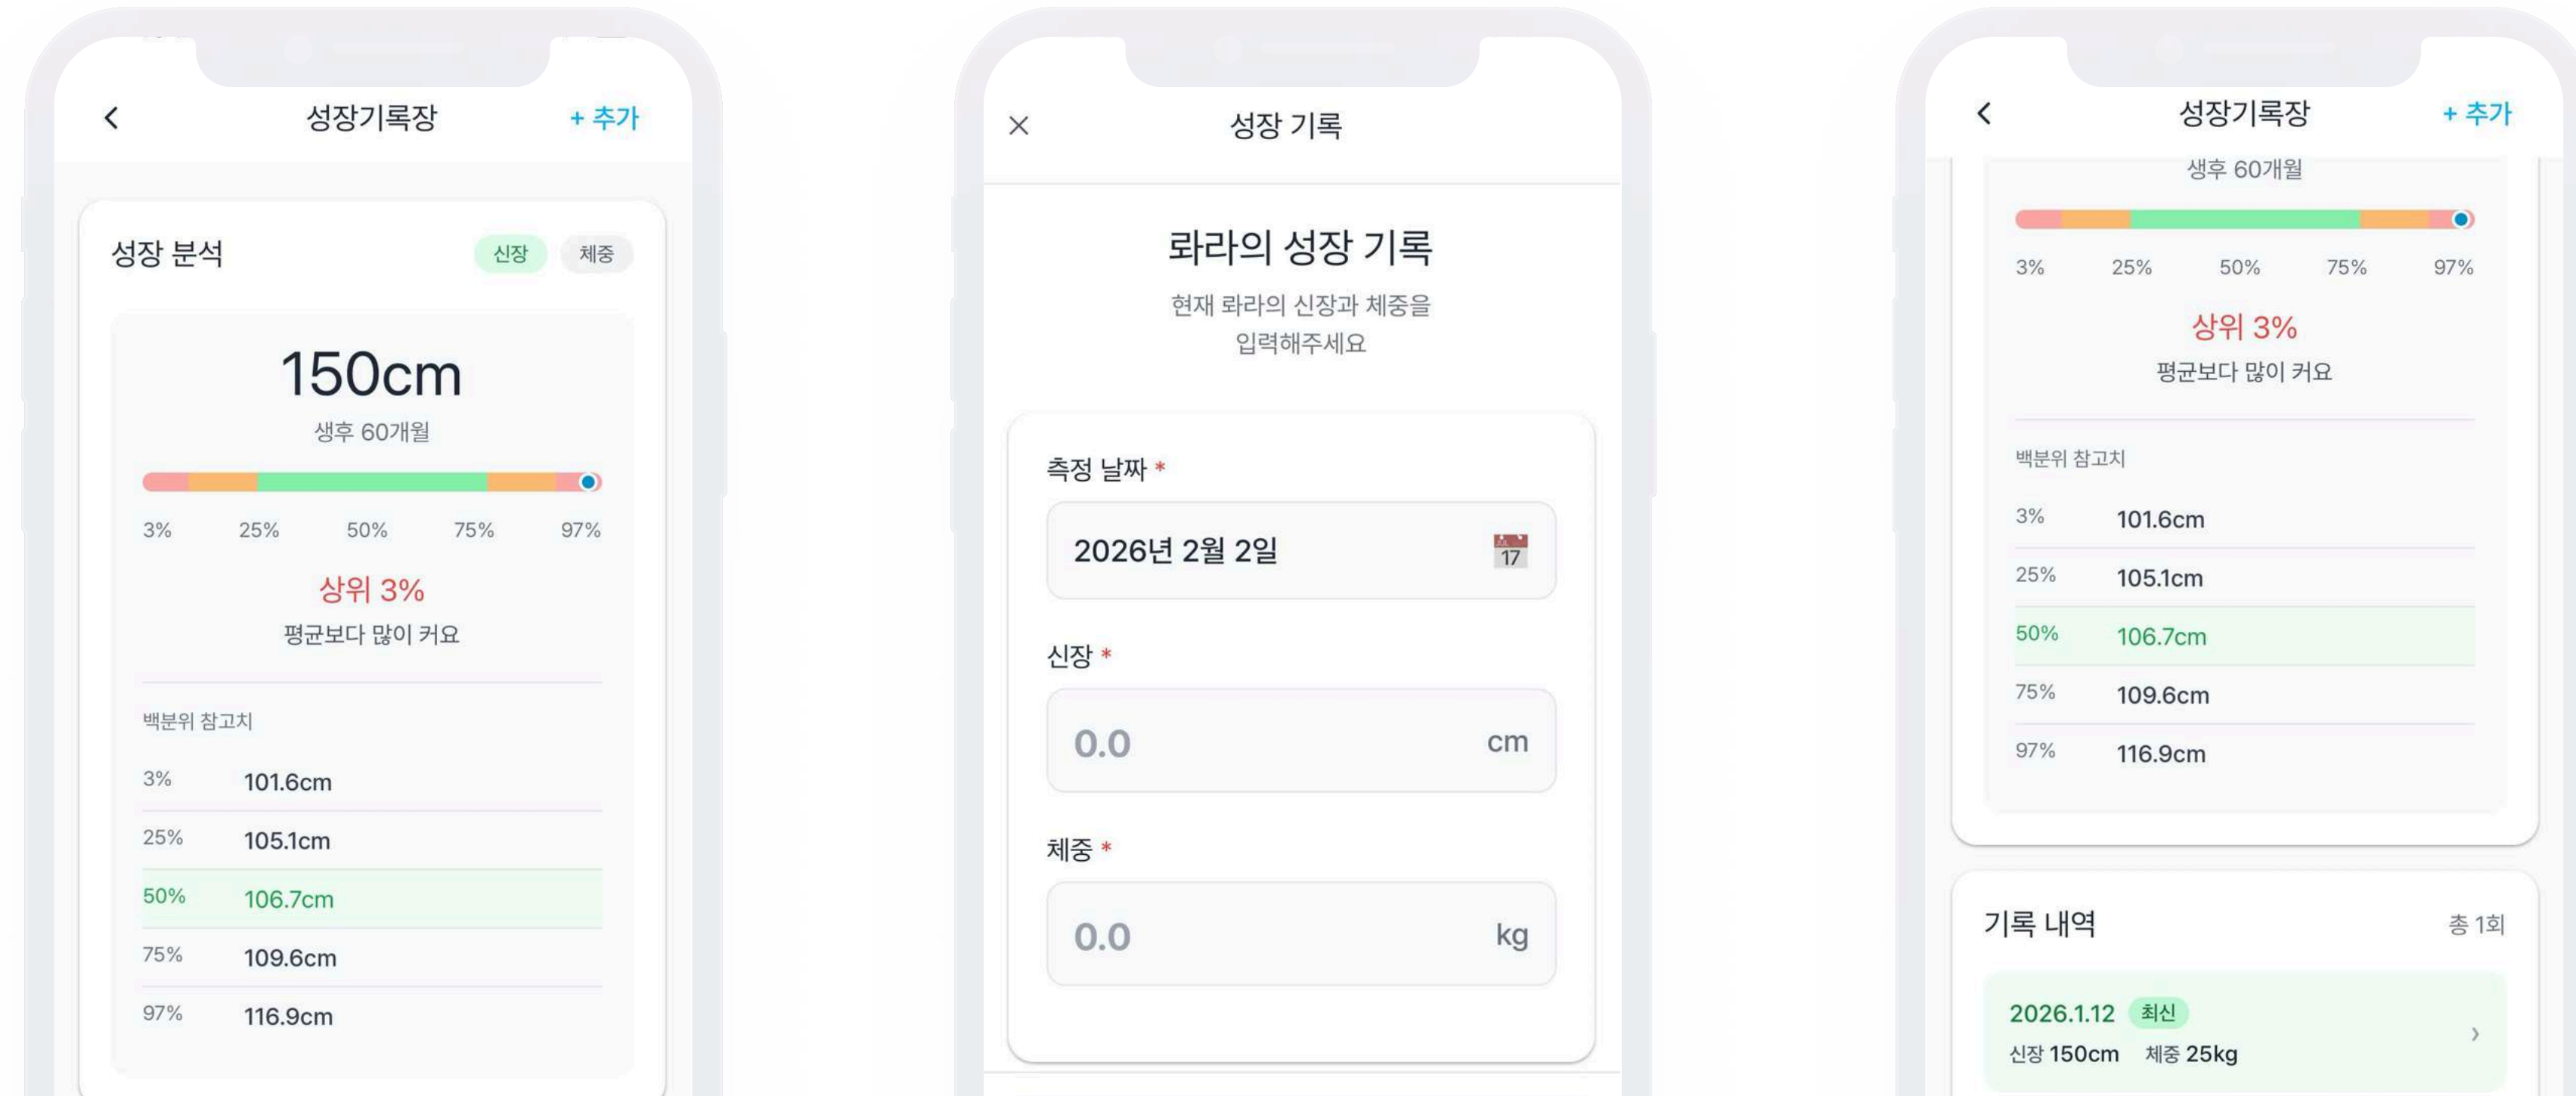 성장기록장
+ 추가
성장 분석
신장
체중
150cm
생후 60개월
3% 25% 50% 75% 97%
상위 3%
평균보다 많이 커요
백분위 참고치
3% 101.6cm
25% 105.1cm
50% 106.7cm
75% 109.6cm
97% 116.9cm
성장 기록
롸라의 성장 기록
현재 롸라의 신장과 체중을
입력해주세요
측정 날짜 *
2026년 2월 2일
17
신장 *
0.0 cm
체중 *
0.0 kg
성장기록장
+ 추가
생후 60개월
3% 25% 50% 75% 97%
상위 3%
평균보다 많이 커요
백분위 참고치
3% 101.6cm
25% 105.1cm
50% 106.7cm
75% 109.6cm
97% 116.9cm
기록 내역
총 1회
2026.1.12 최신
신장 150cm 체중 25kg